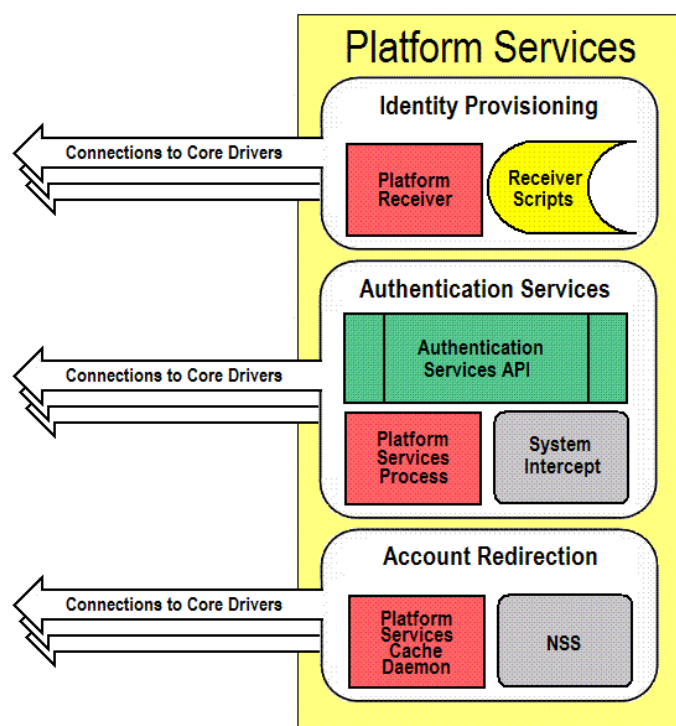 Platform Services
Identity Provisioning
Connections to Core Drivers
Platform
Receiver
Receiver
Scripts
Authentication Services
Authentication
Services API
Connections to Core Drivers
Platform
Services
Process
System
Intercept
Account Redirection
Connections to Core Drivers
Platform
Services
Cache
Daemon
NSS